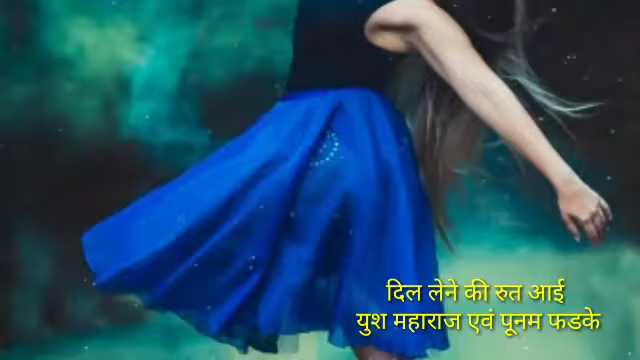 दिल लेने की रुत आई
युश महाराज एवं पूनम फडके